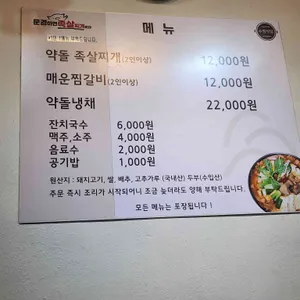 메뉴
약돌 족살찌개(2인이상) 12,000원
매운찜갈비(2인이상) 12,000원
약돌냉채 22,000원
잔치국수 6,000원
맥주,소주 4,000원
음료수 2,000원
공기밥 1,000원
원산지 : 돼지고기, 쌀, 배추, 고추가루 (국내산) 두부(수입산)
주문 즉시 조리가 시작되어니 조금 늦더라도 양해 부탁드립니다.
모든 메뉴는 포장됩니다 !